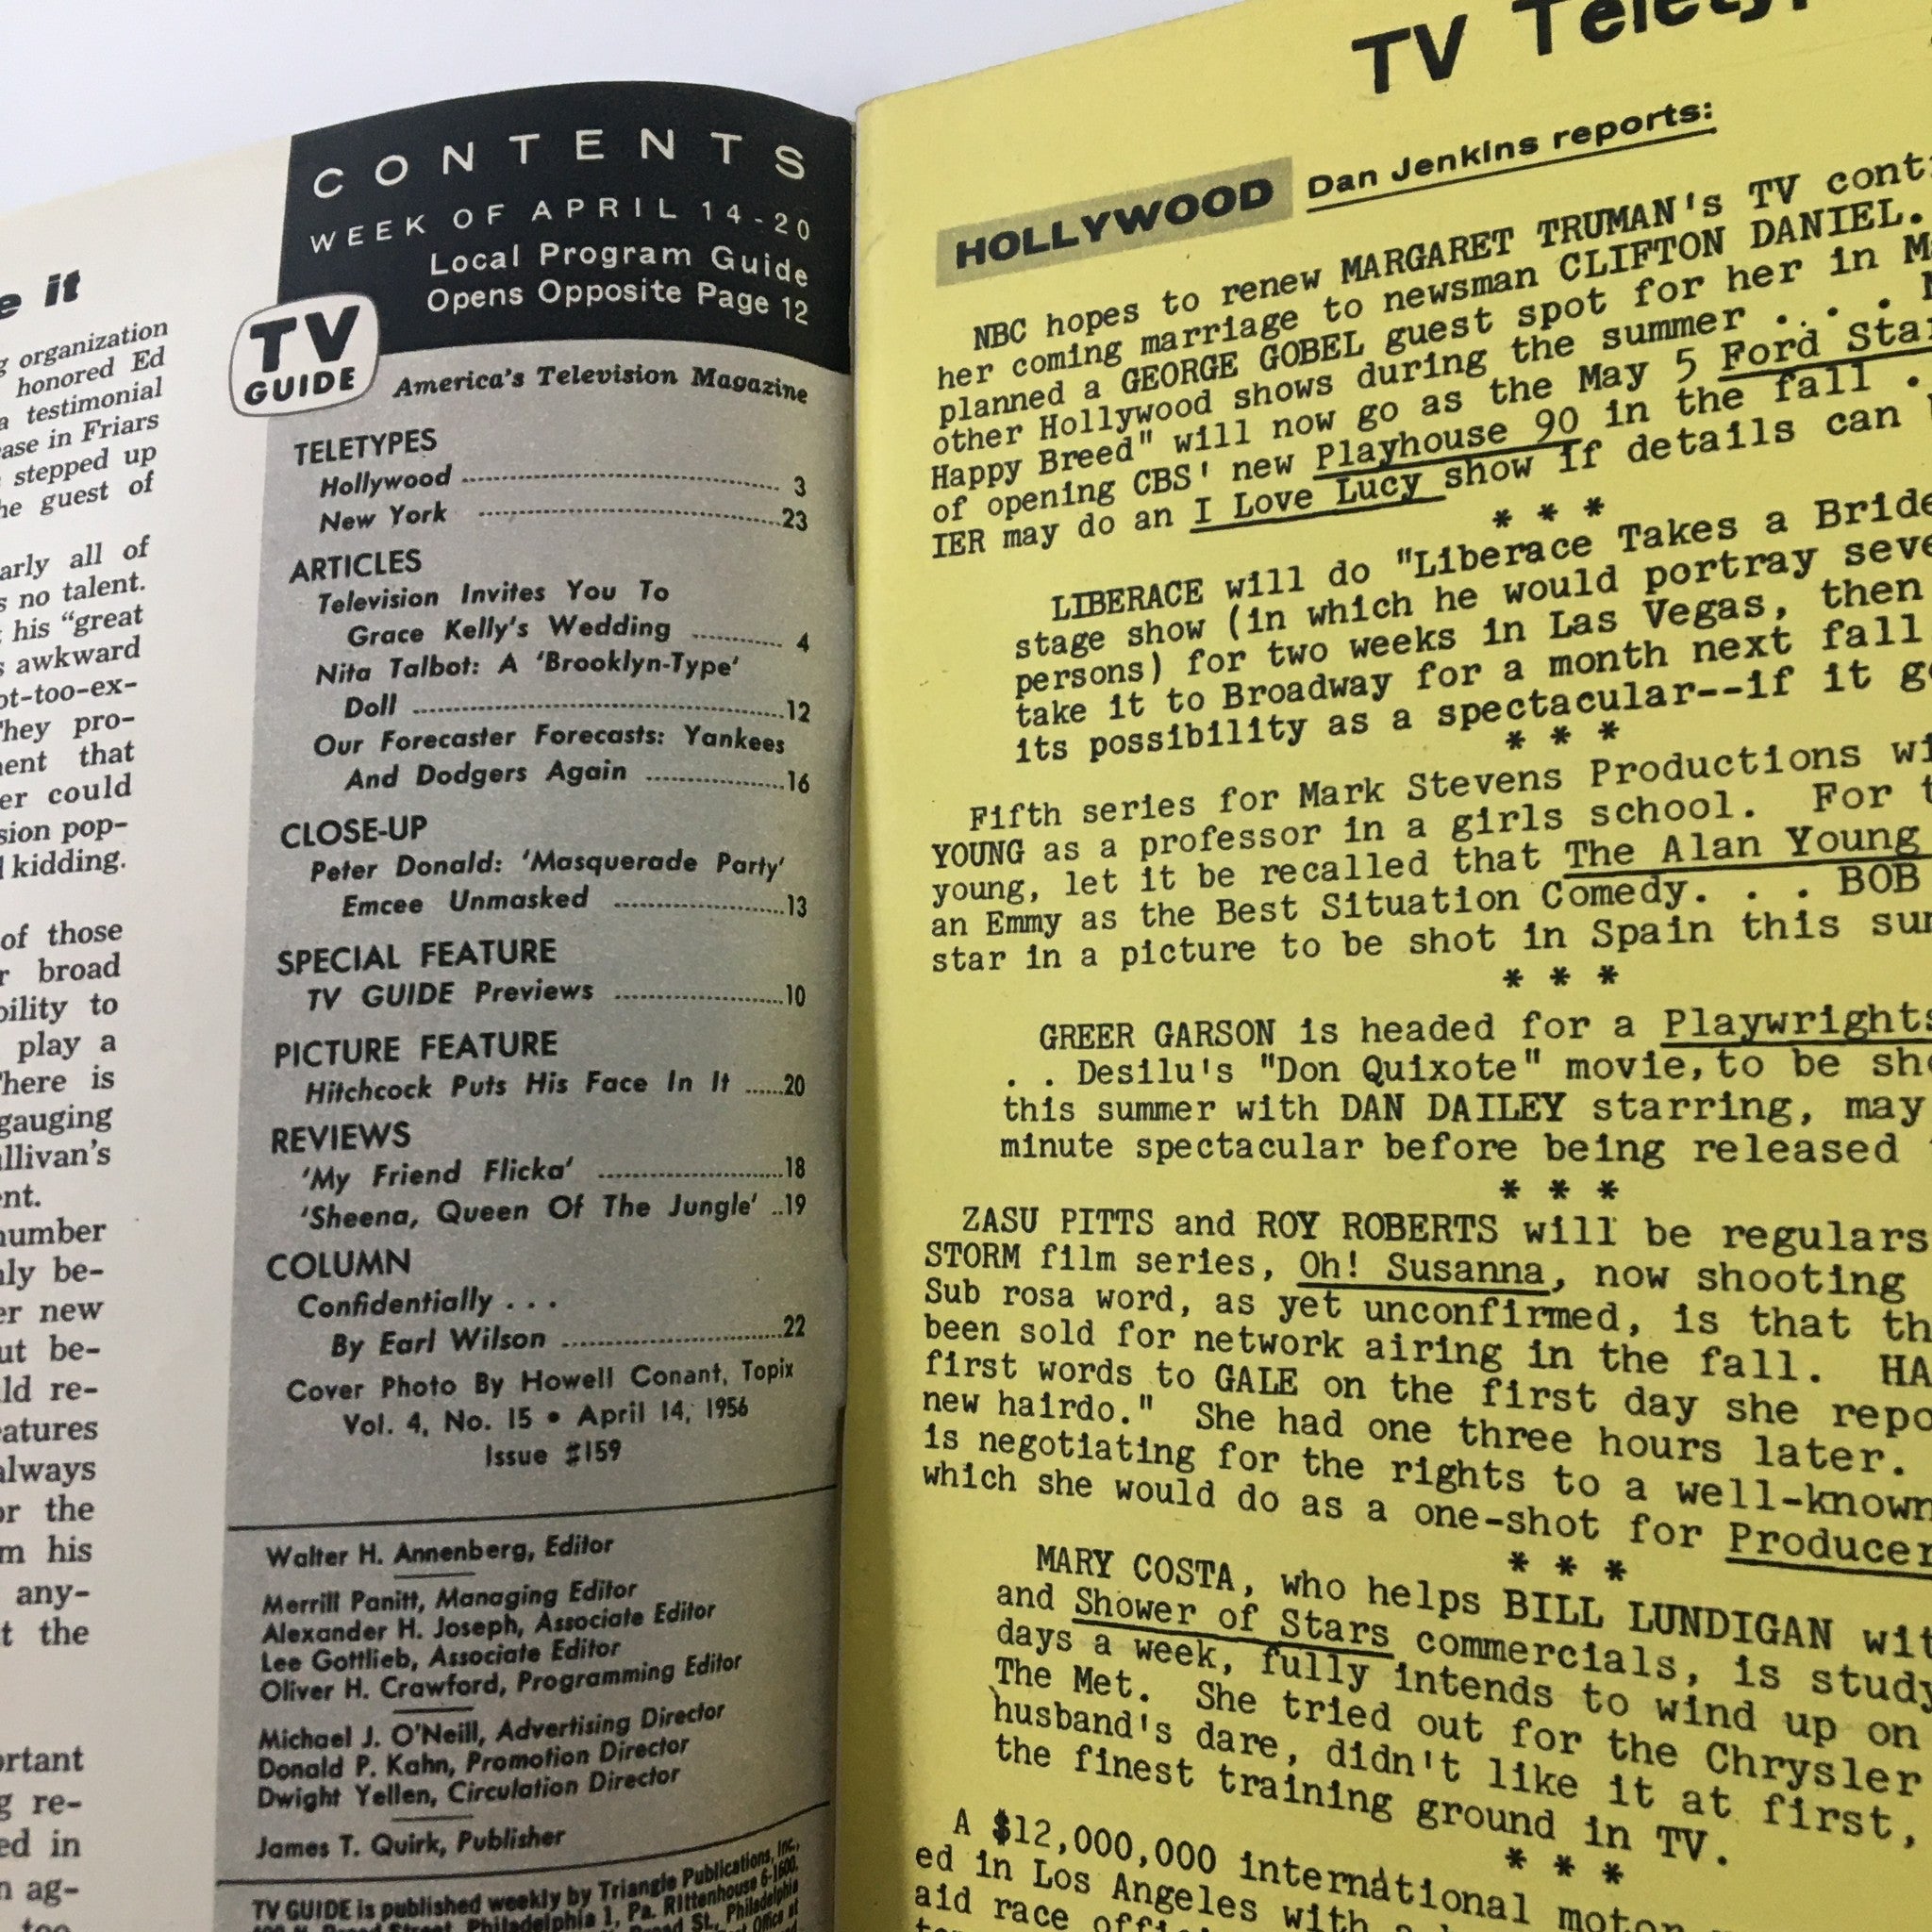 e it
organization
honored Ed
a testimonial
ase in Friars
stepped up
he guest of
arly all of
s no talent.
his “great
s awkward
ot-too-ex-
They pro-
ent that
er could
sion pop-
kidding.
of those
r broad
bility to
play a
There is
gauging
ullivan's
ent.
number
nly be-
er new
ut be-
ld re-
eatures
always
or the
m his
any-
t the
ortant
g re-
ed in
n ag-
too
CONTENTS
WEEK OF APRIL 14-20
Local Program Guide
Opens Opposite Page 12
TV
GUIDE
America's Television Magazine
TELETYPES
Hollywood 3
New York 23
ARTICLES
Television Invites You To
Grace Kelly's Wedding 4
Nita Talbot: A ‘Brooklyn-Type’
Doll 12
Our Forecaster Forecasts: Yankees
And Dodgers Again 16
CLOSE-UP
Peter Donald: ‘Masquerade Party’
Emcee Unmasked 13
SPECIAL FEATURE
TV GUIDE Previews 10
PICTURE FEATURE
Hitchcock Puts His Face In It 20
REVIEWS
‘My Friend Flicka’ 18
‘Sheena, Queen Of The Jungle’ 19
COLUMN
Confidentially . . .
By Earl Wilson 22
Cover Photo By Howell Conant, Topix
Vol. 4, No. 15 • April 14, 1956
Issue #159
Walter H. Annenberg, Editor
Merrill Panitt, Managing Editor
Alexander H. Joseph, Associate Editor
Lee Gottlieb, Associate Editor
Oliver H. Crawford, Programming Editor
Michael J. O'Neill, Advertising Director
Donald P. Kahn, Promotion Director
Dwight Yellen, Circulation Director
James T. Quirk, Publisher
TV GUIDE is published weekly by Triangle Publications, Inc.,
Philadelphia 1, Pa. RIttenhouse 6-1600.
TV Telety
HOLLYWOOD Dan Jenkins reports:
NBC hopes to renew MARGARET TRUMAN's TV cont
her coming marriage to newsman CLIFTON DANIEL.
planned a GEORGE GOBEL guest spot for her in M
other Hollywood shows during the summer . . .
Happy Breed" will now go as the May 5 Ford Star
of opening CBS' new Playhouse 90 in the fall .
IER may do an I Love Lucy show if details can
* * *
LIBERACE will do "Liberace Takes a Bride
stage show (in which he would portray seve
persons) for two weeks in Las Vegas, then
take it to Broadway for a month next fall
its possibility as a spectacular--if it g
* * *
Fifth series for Mark Stevens Productions wi
YOUNG as a professor in a girls school. For t
young, let it be recalled that The Alan Young
an Emmy as the Best Situation Comedy. . . BOB
star in a picture to be shot in Spain this sum
* * *
GREER GARSON is headed for a Playwrights
. . Desilu's "Don Quixote" movie, to be sho
this summer with DAN DAILEY starring, may
minute spectacular before being released
* * *
ZASU PITTS and ROY ROBERTS will be regulars
STORM film series, Oh! Susanna, now shooting
Sub rosa word, as yet unconfirmed, is that th
been sold for network airing in the fall. HA
first words to GALE on the first day she repo
new hairdo." She had one three hours later.
is negotiating for the rights to a well-known
which she would do as a one-shot for Producer
* * *
MARY COSTA, who helps BILL LUNDIGAN wit
and Shower of Stars commercials, is study
days a week, fully intends to wind up on
The Met. She tried out for the Chrysler
husband's dare, didn't like it at first,
the finest training ground in TV.
* * *
A $12,000,000 international motor
ed in Los Angeles with a
aid race offi